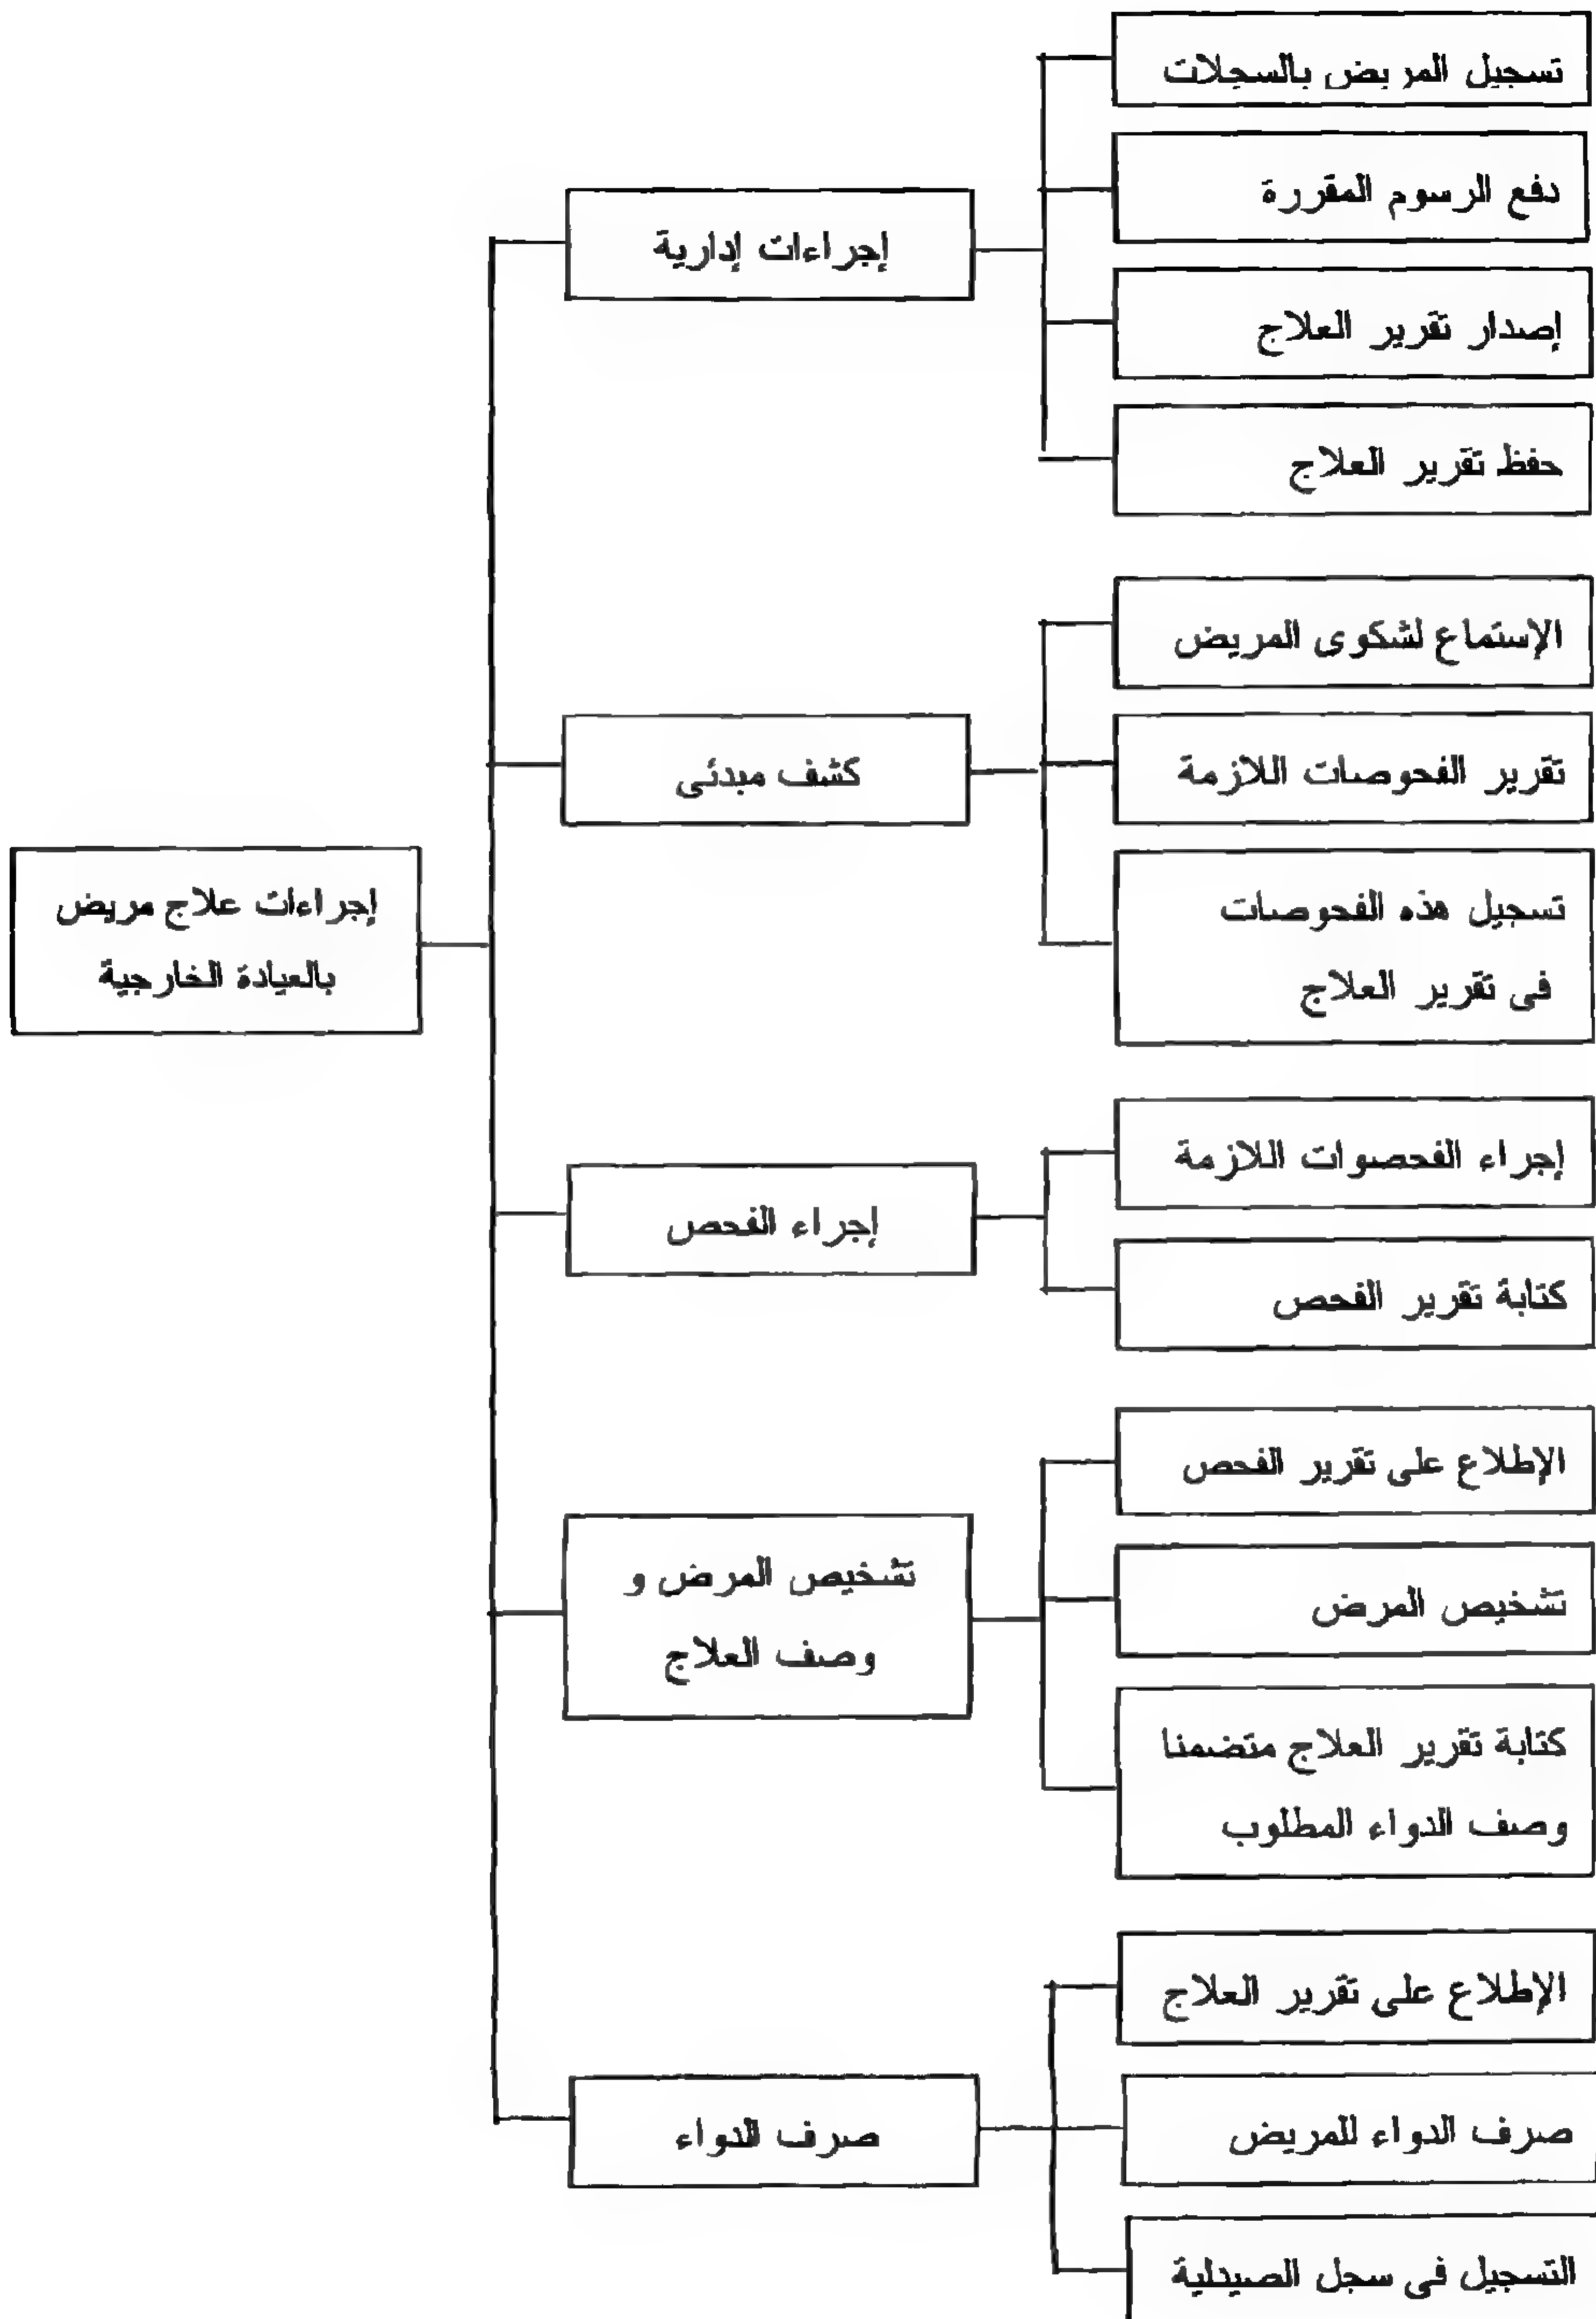 إجراءات علاج مريض
بالعيادة الخارجية
إجراءات إدارية
تسجيل المريض بالسجلات
دفع الرسوم المقررة
إصدار تقرير العلاج
حفظ تقرير العلاج
كشف مبدئى
الإستماع لشكوى المريض
تقرير الفحوصات اللازمة
تسجيل هذه الفحوصات
فى تقرير العلاج
إجراء الفحص
إجراء الفحصوات اللازمة
كتابة تقرير الفحص
تشخيص المرض و
وصف العلاج
الإطلاع على تقرير الفحص
تشخيص المرض
كتابة تقرير العلاج متضمنا
وصف الدواء المطلوب
صرف الدواء
الإطلاع على تقرير العلاج
صرف الدواء للمريض
التسجيل فى سجل الصيدلية